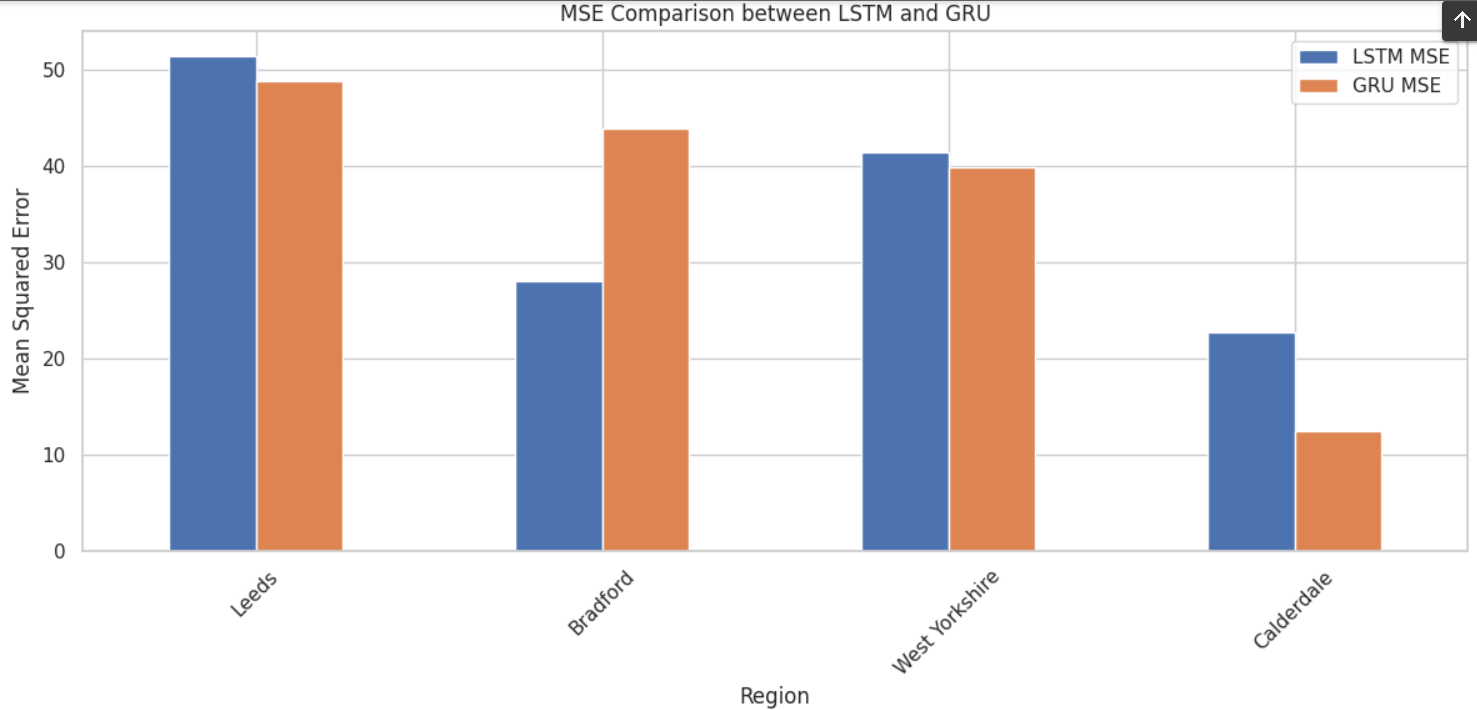 MSE Comparison between LSTM and GRU
LSTM MSE
GRU MSE
Mean Squared Error
50
40
30
20
10
0
Leeds
Bradford
West Yorkshire
Calderdale
Region